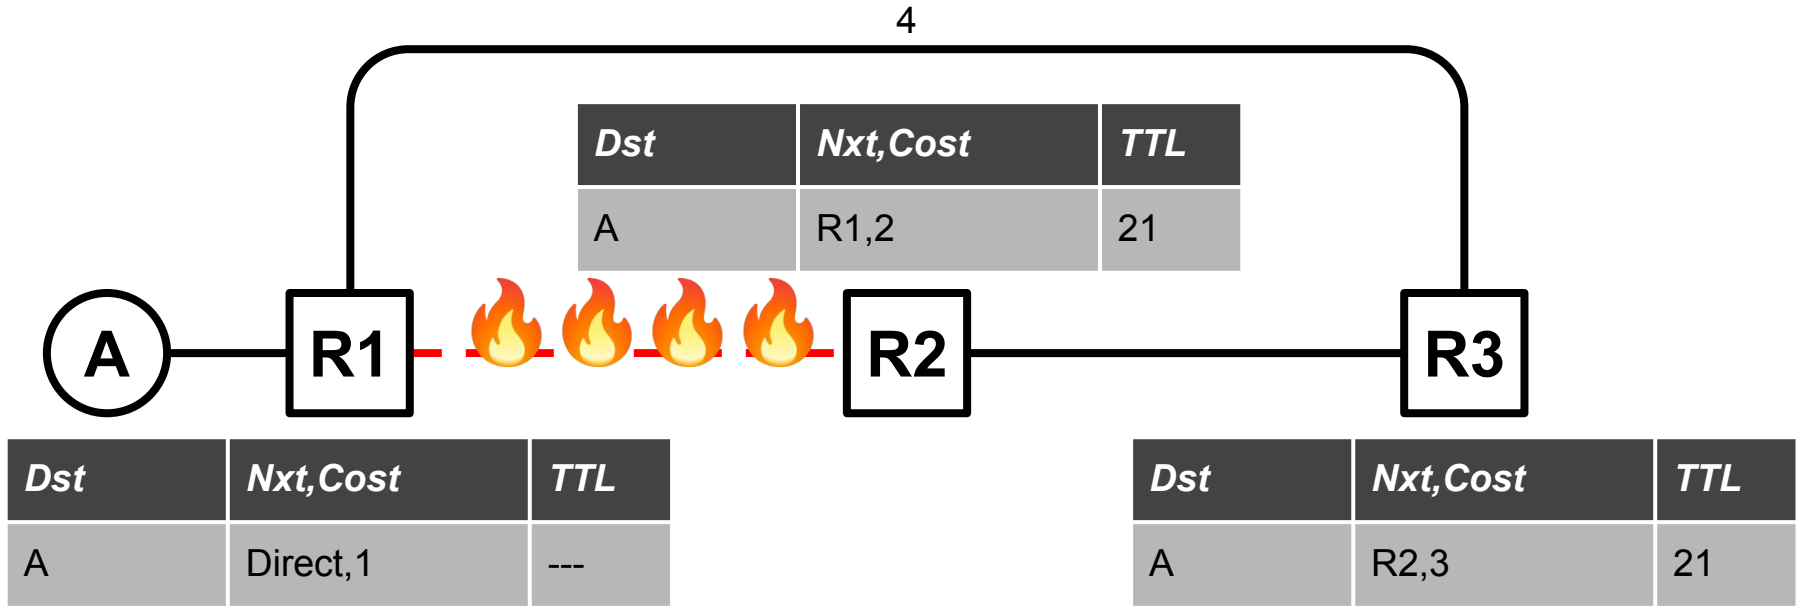 4
Dst Nxt,Cost TTL
A R1,2 21
A R1 R2 R3
Dst Nxt,Cost TTL
A Direct,1 ---
Dst Nxt,Cost TTL
A R2,3 21